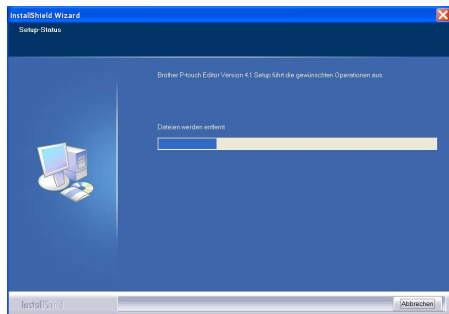 InstallShield Wizard
Setup-Status
Brother P-touch Editor Version 4.1 Setup führt die gewünschten Operationen aus.
Dateien werden entfernt
InstallShield
Abbrechen